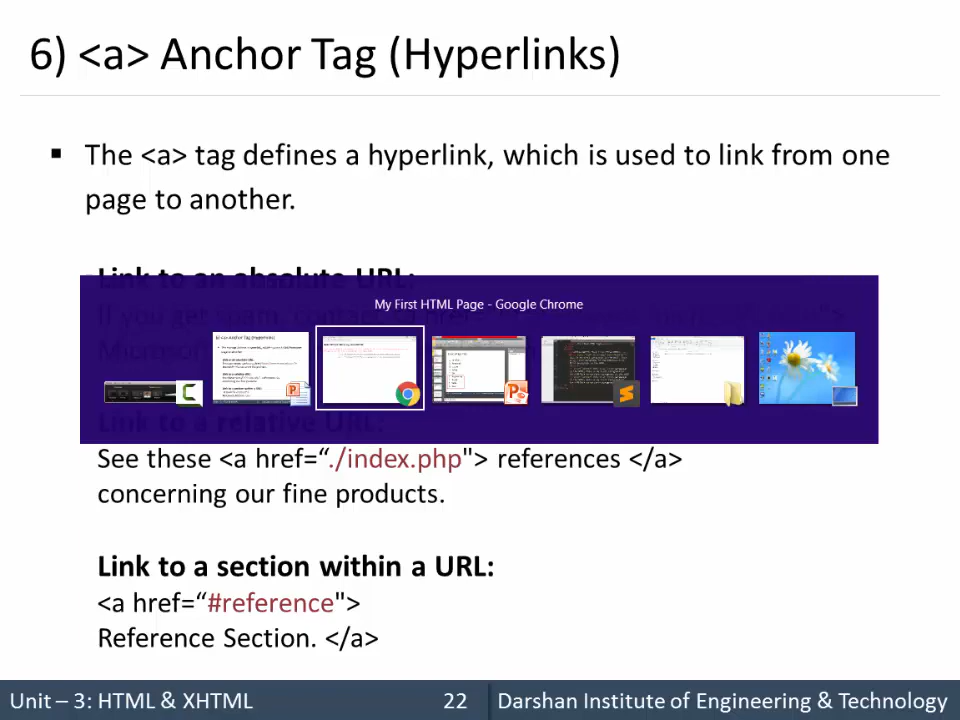 6) <a> Anchor Tag (Hyperlinks)
▪ The <a> tag defines a hyperlink, which is used to link from one
page to another.
Link to an absolute URL:
If you get spam, contact <a href=
">
Microsoft
My First HTML Page - Google Chrome
Link to a relative URL:
See these <a href=“./index.php"> references </a>
concerning our fine products.
Link to a section within a URL:
<a href=“#reference">
Reference Section. </a>
Unit – 3: HTML & XHTML
22
Darshan Institute of Engineering & Technology